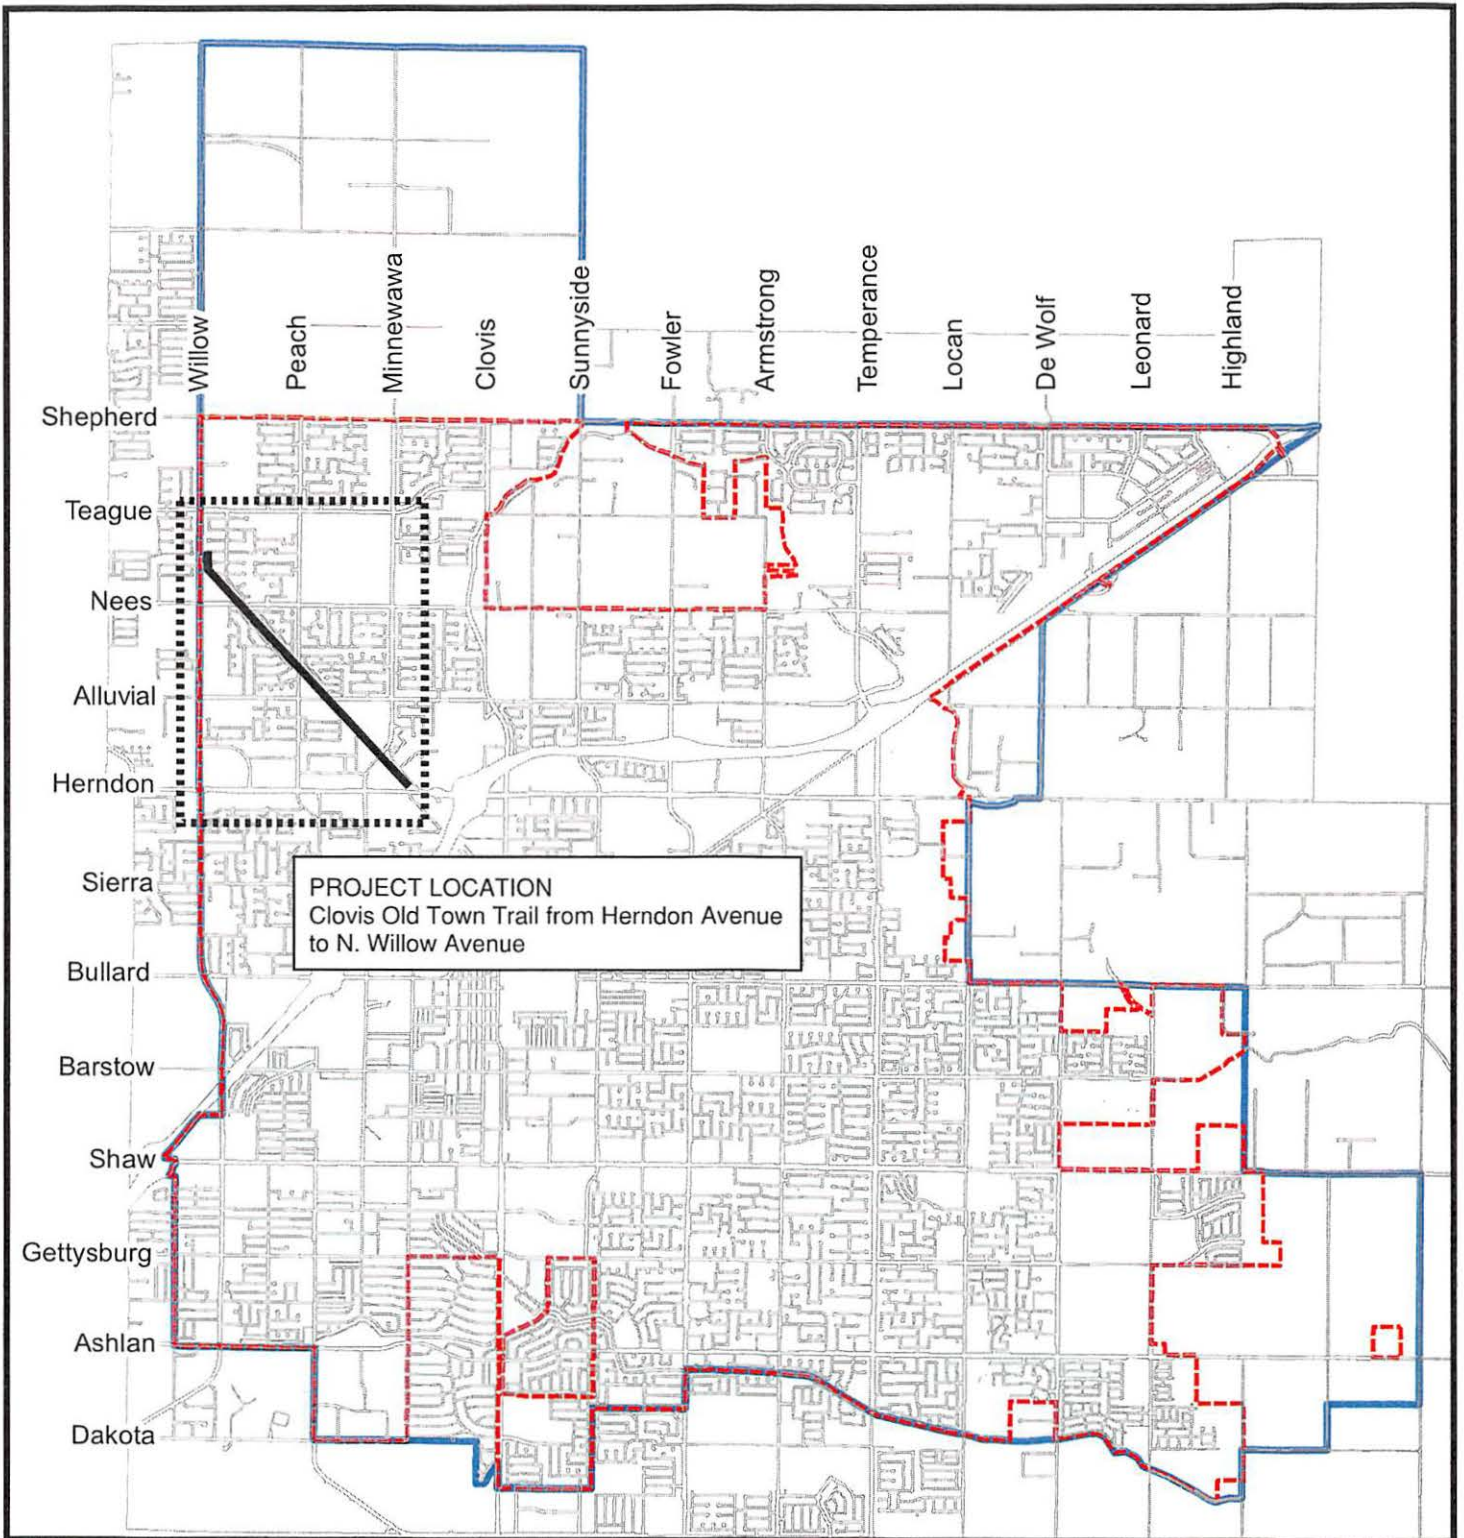 Willow
Peach
Minnewawa
Clovis
Sunnyside
Fowler
Armstrong
Temperance
Locan
De Wolf
Leonard
Highland
Shepherd
Teague
Nees
Alluvial
Herndon
Sierra
Bullard
Barstow
Shaw
Gettysburg
Ashlan
Dakota
PROJECT LOCATION
Clovis Old Town Trail from Herndon Avenue
to N. Willow Avenue